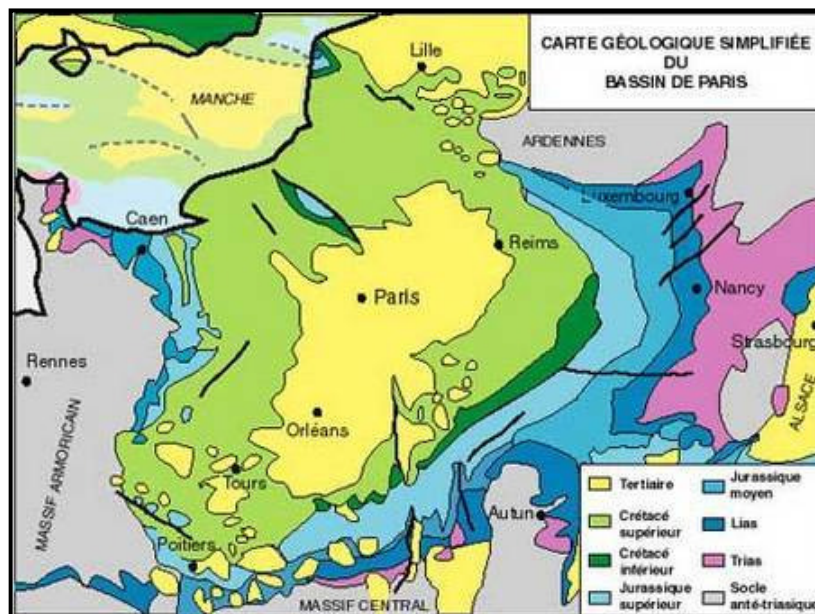 CARTE GÉOLOGIQUE SIMPLIFIÉE
DU
BASSIN DE PARIS
Lille
MANCHE
ARDENNES
Luxembourg
Caen
Reims
Paris
Nancy
Strasbourg
Rennes
ALSACE
MASSIF ARMORICAIN
Orléans
Tours
Autun
Poitiers
MASSIF CENTRAL
Tertiaire
Crétacé
supérieur
Crétacé
inférieur
Jurassique
supérieur
Jurassique
moyen
Lias
Trias
Socle
anté-triasique